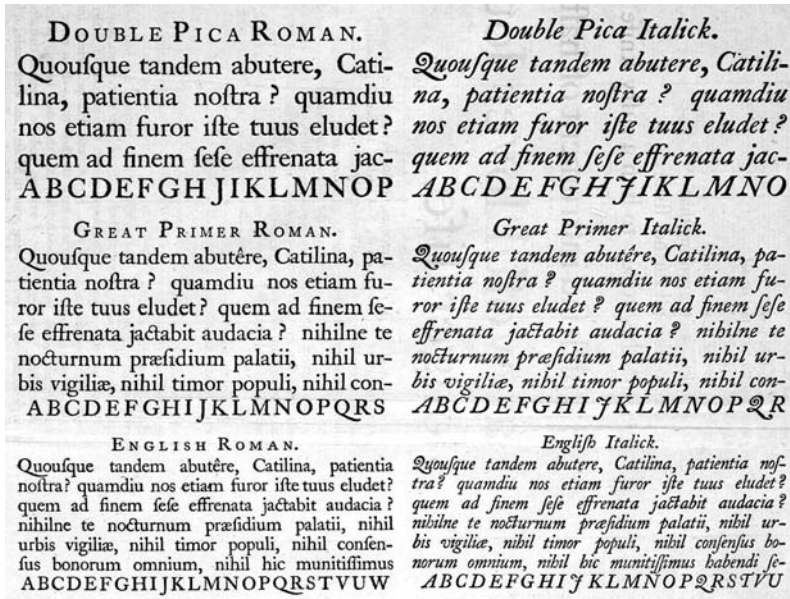 DOUBLE PICA ROMAN.
Quouſque tandem abutere, Cati-
lina, patientia noſtra ? quamdiu
nos etiam furor iſte tuus eludet?
quem ad finem ſeſe effrenata jac-
ABCDEFGHJIKLMNOP
GREAT PRIMER ROMAN.
Quouſque tandem abutêre, Catilina, pa-
tientia noſtra ? quamdiu nos etiam fu-
ror iſte tuus eludet? quem ad finem ſe-
ſe effrenata jactabit audacia ? nihilne te
nocturnum præſidium palatii, nihil ur-
bis vigiliæ, nihil timor populi, nihil con-
ABCDEFGHIJKLMNOPQRS
ENGLISH ROMAN.
Quouſque tandem abutêre, Catilina, patientia
noſtra? quamdiu nos etiam furor iſte tuus eludet?
quem ad finem ſeſe effrenata jactabit audacia ?
nihilne te nocturnum præſidium palatii, nihil
urbis vigiliæ, nihil timor populi, nihil conſen-
ſus bonorum omnium, nihil hic munitiſſimus
ABCDEFGHIJKLMNOPQRSTVUW
Double Pica Italick.
Quouſque tandem abutere, Catili-
na, patientia noſtra ? quamdiu
nos etiam furor iſte tuus eludet ?
quem ad finem ſeſe effrenata jac-
ABCDEFGHJIKLMNO
Great Primer Italick.
Quouſque tandem abutêre, Catilina, pa-
tientia noſtra ? quamdiu nos etiam fu-
ror iſte tuus eludet ? quem ad finem ſeſe
effrenata jactabit audacia ? nihilne te
nocturnum præſidium palatii, nihil ur-
bis vigiliæ, nihil timor populi, nihil con-
ABCDEFGHIJKLMNOPQR
Engliſh Italick.
Quouſque tandem abutere, Catilina, patientia noſ-
tra? quamdiu nos etiam furor iſte tuus eludet?
quem ad finem ſeſe effrenata jactabit audacia ?
nihilne te nocturnum præſidium palatii, nihil ur-
bis vigiliæ, nihil timor populi, nihil conſenſus bo-
norum omnium, nihil hic munitiſſimus habendi ſe-
ABCDEFGHIJKLMNOPQRSTVU